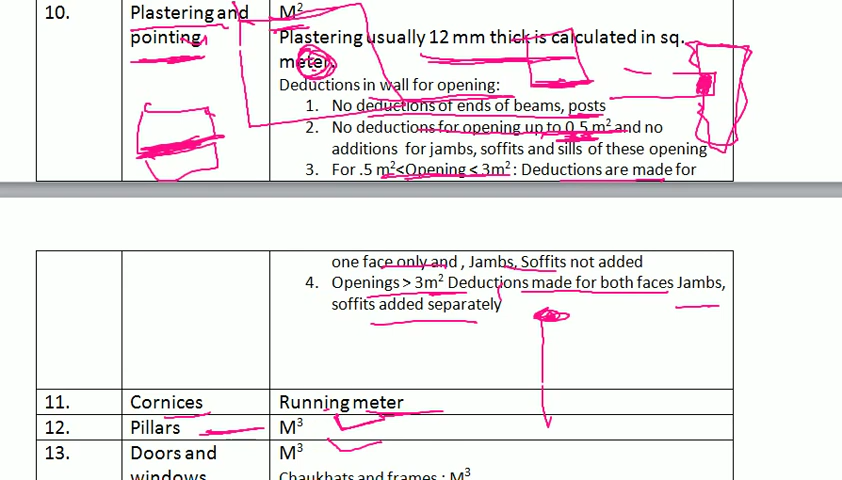 10. Plastering and M²
pointing Plastering usually 12 mm thick is calculated in sq.
meter.
Deductions in wall for opening:
1. No deductions of ends of beams, posts
2. No deductions for opening up to 0.5 m² and no
additions for jambs, soffits and sills of these opening
3. For .5 m²<Opening < 3m² : Deductions are made for
one face only and , Jambs, Soffits not added
4. Openings > 3m² Deductions made for both faces Jambs,
soffits added separately
11. Cornices Running meter
12. Pillars M³
13. Doors and M³
windows Chaukhats and frames : M³